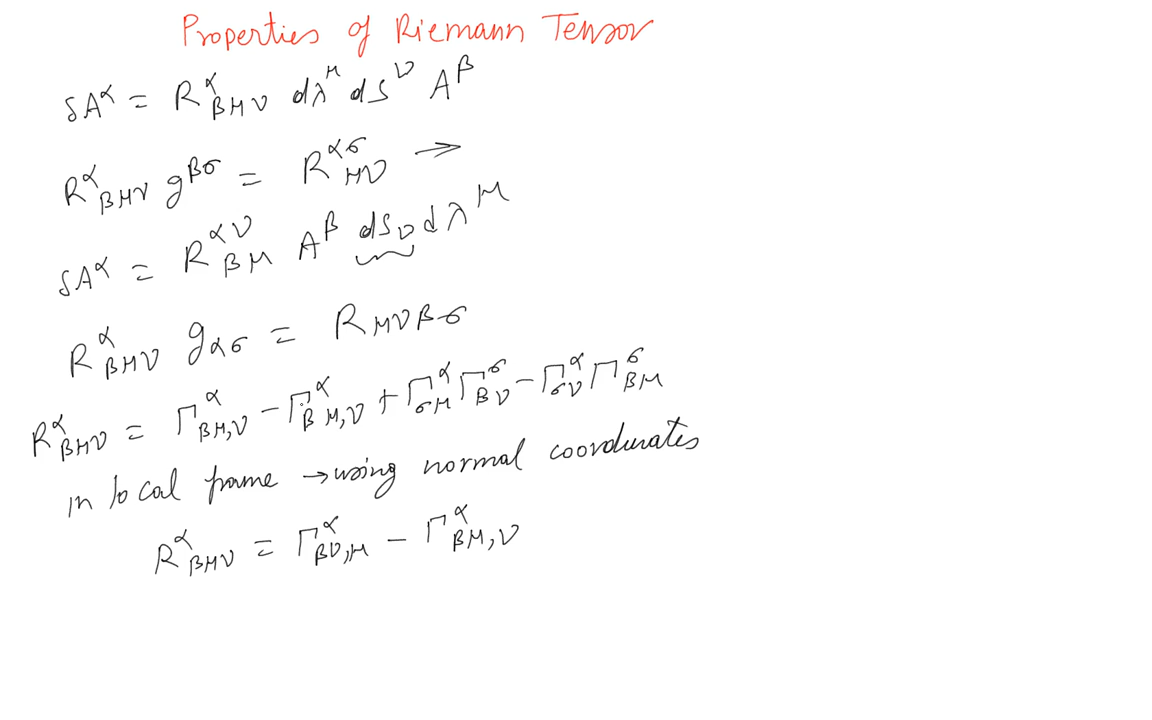 Properties of Riemann Tensor
δA^α = R^α_{βμν} dλ^μ ds^ν A^β
R^α_{βμν} g^{βσ} = R^{ασ}_{μν} →
δA^α = R^{αν}_{βμ} A^β ds_ν dλ^μ
R^α_{βμν} g_{ασ} = R_{μνβσ}
R^α_{βμν} = Γ^α_{βμ,ν} - Γ^α_{βμ,ν} + Γ^α_{σμ} Γ^σ_{βν} - Γ^α_{σν} Γ^σ_{βμ}
in local frame → using normal coordinates
R^α_{βμν} = Γ^α_{βν,μ} - Γ^α_{βμ,ν}